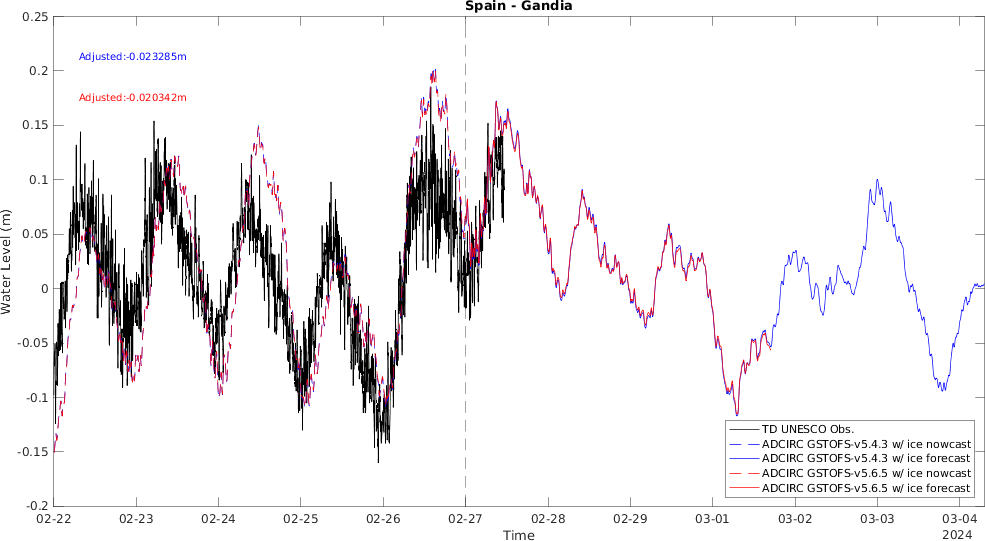 Spain - Gandia
0.25
0.2
0.15
0.1
0.05
0
-0.05
-0.1
-0.15
-0.2
Water Level (m)
Adjusted:-0.023285m
Adjusted:-0.020342m
TD UNESCO Obs.
ADCIRC GSTOFS-v5.4.3 w/ ice nowcast
ADCIRC GSTOFS-v5.4.3 w/ ice forecast
ADCIRC GSTOFS-v5.6.5 w/ ice nowcast
ADCIRC GSTOFS-v5.6.5 w/ ice forecast
02-22 02-23 02-24 02-25 02-26 02-27 02-28 02-29 03-01 03-02 03-03 03-04
Time
2024